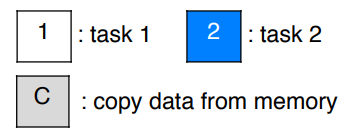 1 : task 1 2 : task 2
C : copy data from memory